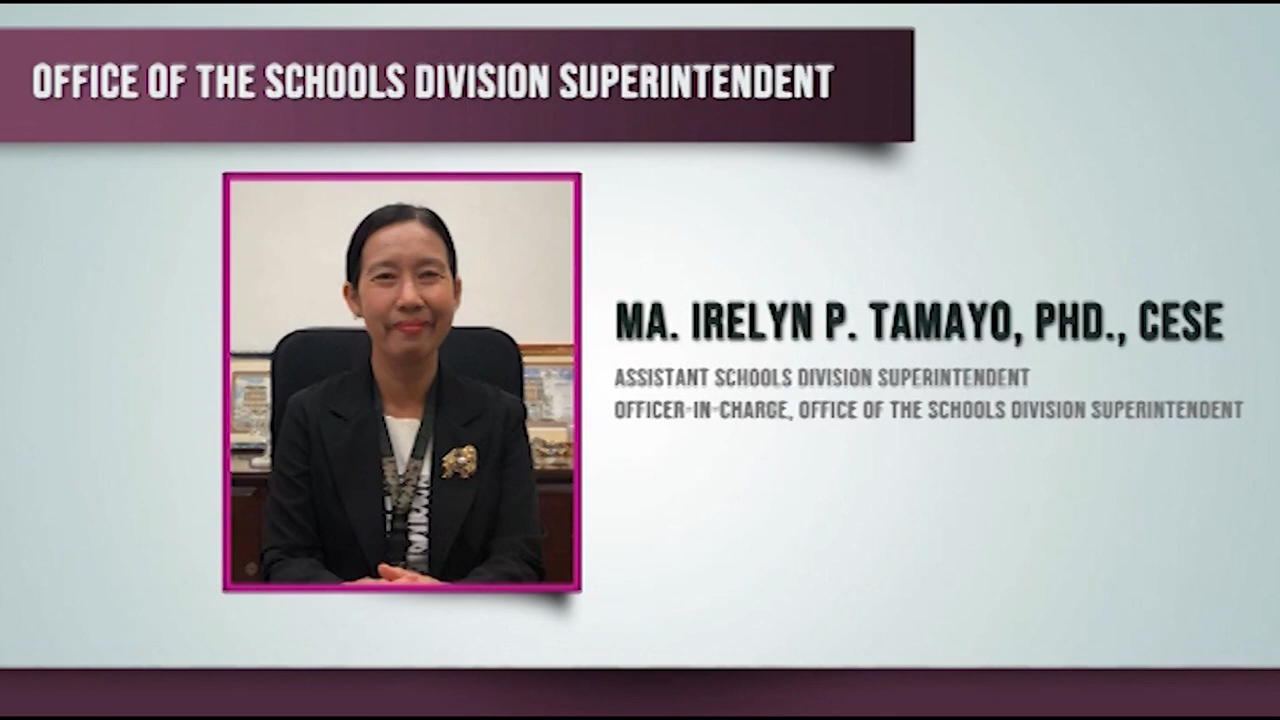 OFFICE OF THE SCHOOLS DIVISION SUPERINTENDENT
MA. IRELYN P. TAMAYO, PHD., CESE
ASSISTANT SCHOOLS DIVISION SUPERINTENDENT
OFFICER-IN-CHARGE, OFFICE OF THE SCHOOLS DIVISION SUPERINTENDENT